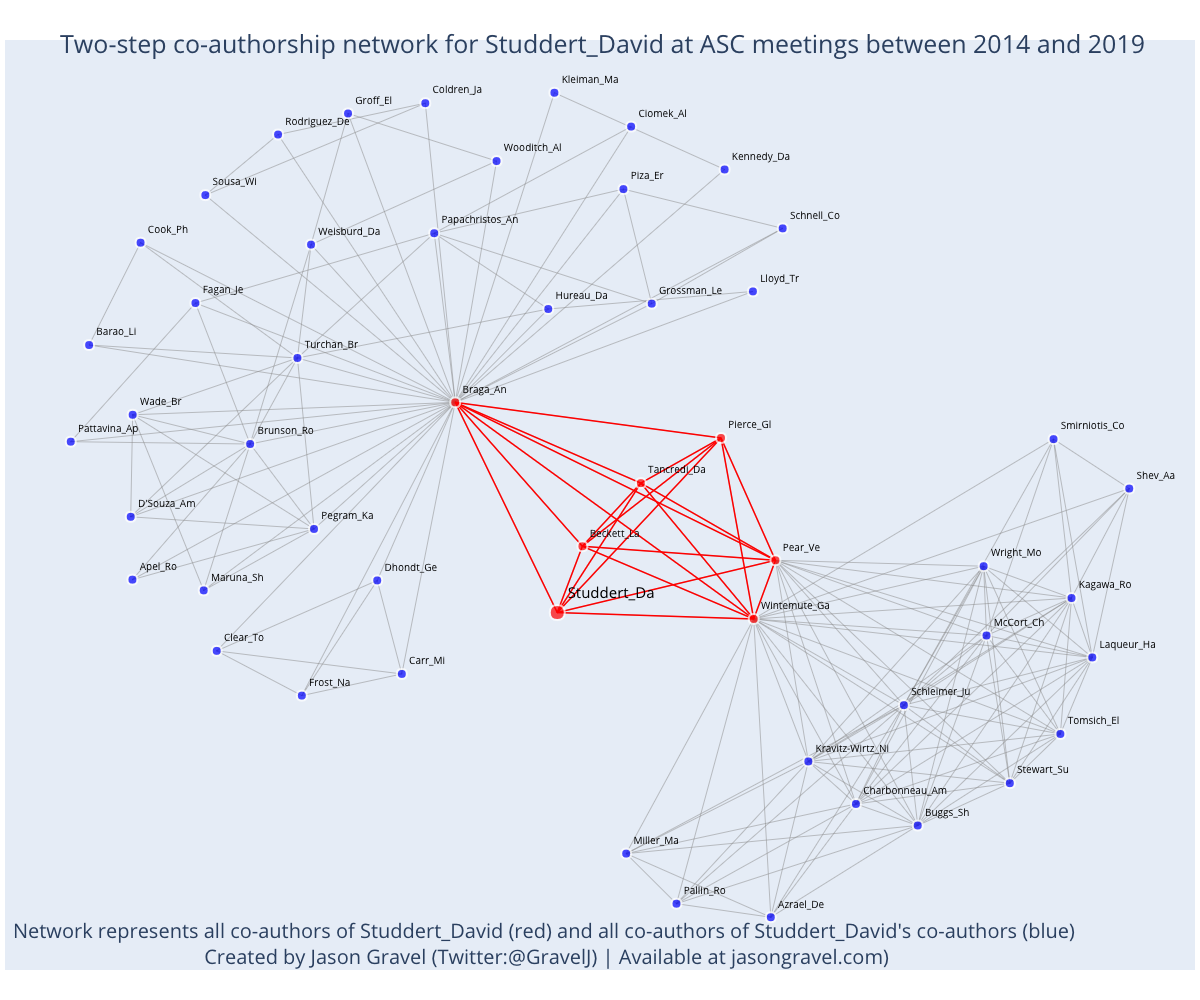 Two-step co-authorship network for Studdert_David at ASC meetings between 2014 and 2019
Kleiman_Ma
Coldren_Ja
Groff_El
Ciomek_Al
Rodriguez_De
Wooditch_Al
Kennedy_Da
Piza_Er
Sousa_Wi
Schnell_Co
Papachristos_An
Cook_Ph
Weisburd_Da
Lloyd_Tr
Fagan_Je
Hureau_Da
Grossman_Le
Barao_Li
Turchan_Br
Braga_An
Wade_Br
Pierce_Gl
Smirniotis_Co
Pattavina_Ap
Brunson_Ro
Tancredi_Da
Shev_Aa
D'Souza_Am
Pegram_Ka
Beckett_La
Pear_Ve
Wright_Mo
Apel_Ro
Maruna_Sh
Dhondt_Ge
Studdert_Da
Kagawa_Ro
Wintemute_Ga
McCort_Ch
Clear_To
Laqueur_Ha
Carr_Mi
Frost_Na
Schleimer_Ju
Tomsich_El
Kravitz-Wirtz_Ni
Stewart_Su
Charbonneau_Am
Buggs_Sh
Miller_Ma
Pallin_Ro
Azrael_De
Network represents all co-authors of Studdert_David (red) and all co-authors of Studdert_David's co-authors (blue)
Created by Jason Gravel (Twitter:@GravelJ) | Available at jasongravel.com)